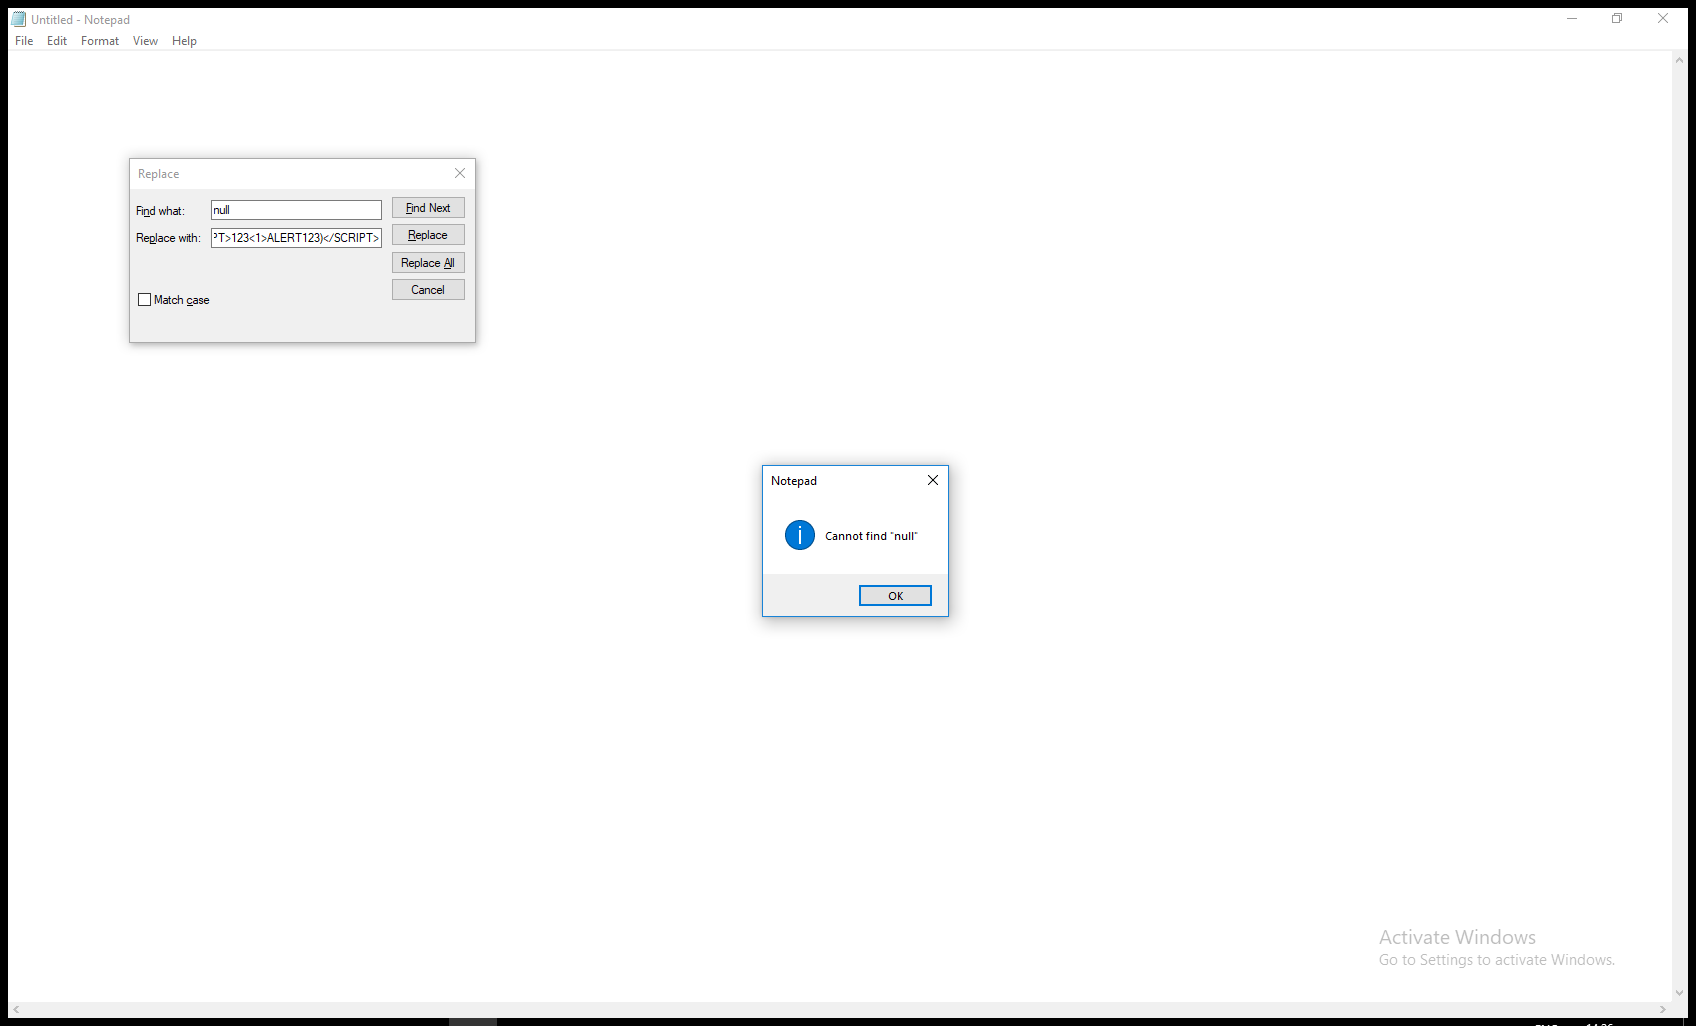 Untitled - Notepad
File Edit Format View Help
Replace
Find what: null Find Next
Replace with: PT>123<1>ALERT123)</SCRIPT> Replace
Replace All
Cancel
Match case
Notepad
Cannot find "null"
OK
Activate Windows
Go to Settings to activate Windows.